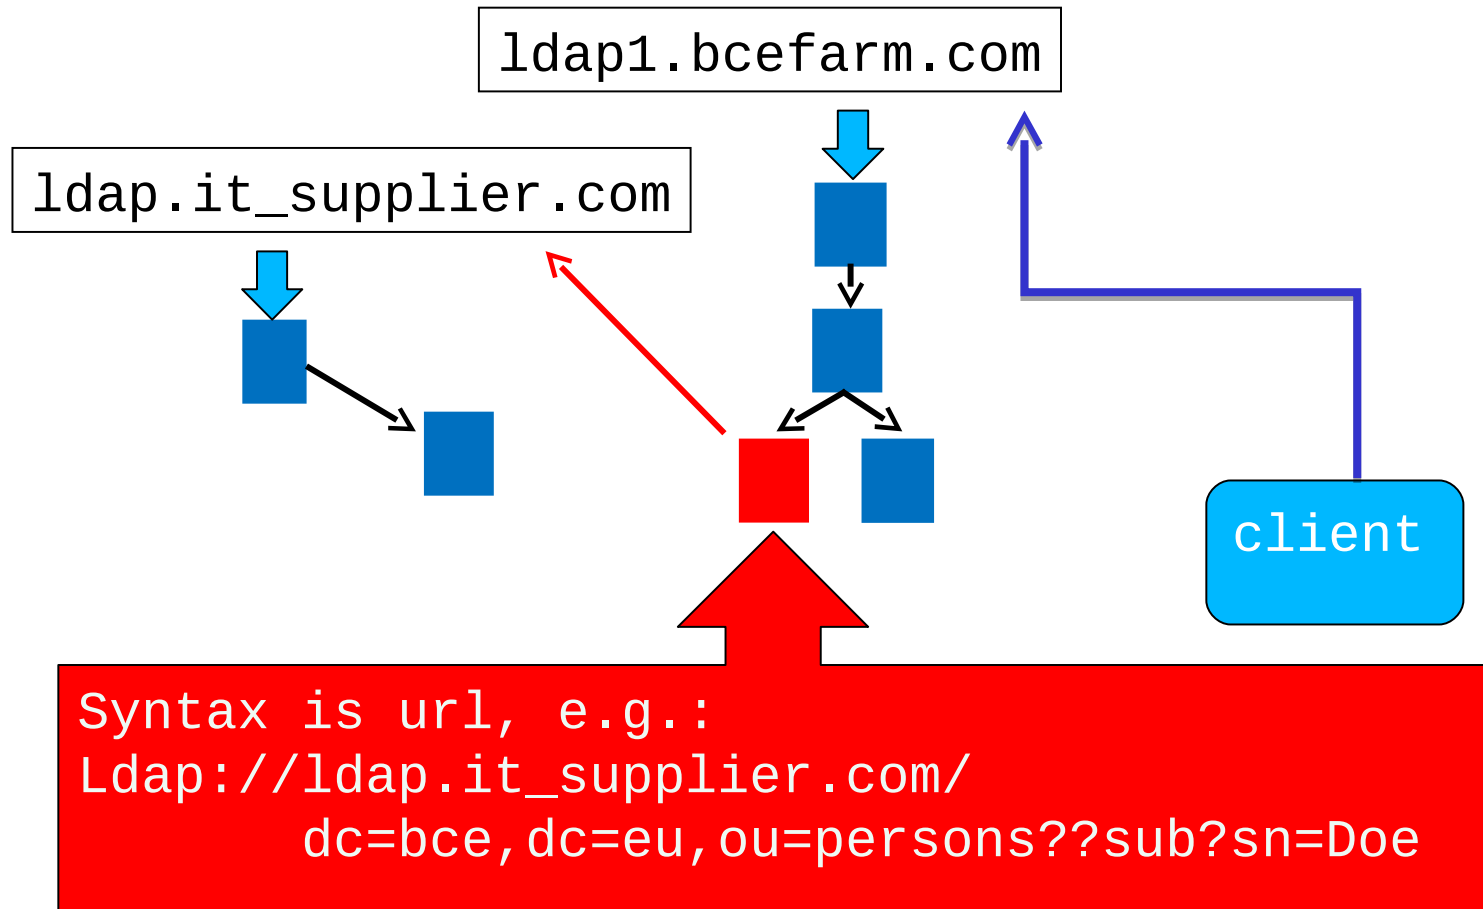 ldap1.bcefarm.com
ldap.it_supplier.com
client
Syntax is url, e.g.:
Ldap://ldap.it_supplier.com/
dc=bce,dc=eu,ou=persons??sub?sn=Doe